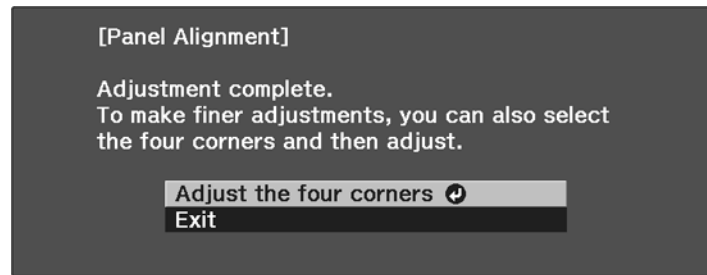 [Panel Alignment]
Adjustment complete.
To make finer adjustments, you can also select
the four corners and then adjust.
Adjust the four corners
Exit